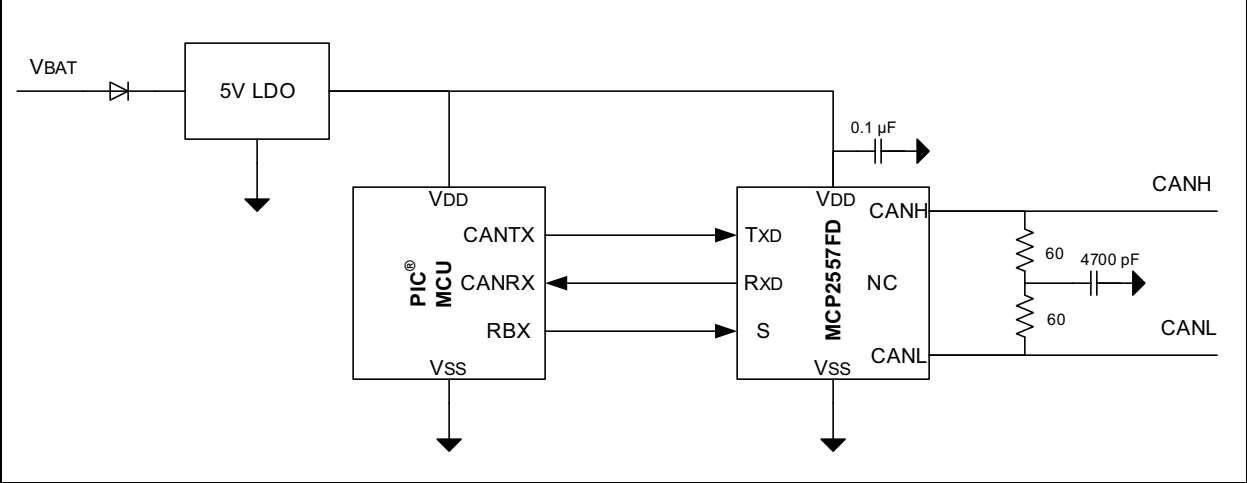 VBAT
5V LDO
0.1 µF
VDD
CANTX
CANRX
RBX
VSS
PIC®
MCU
VDD
TXD
RXD
S
VSS
MCP2557FD
CANH
NC
CANL
CANH
60
4700 pF
60
CANL